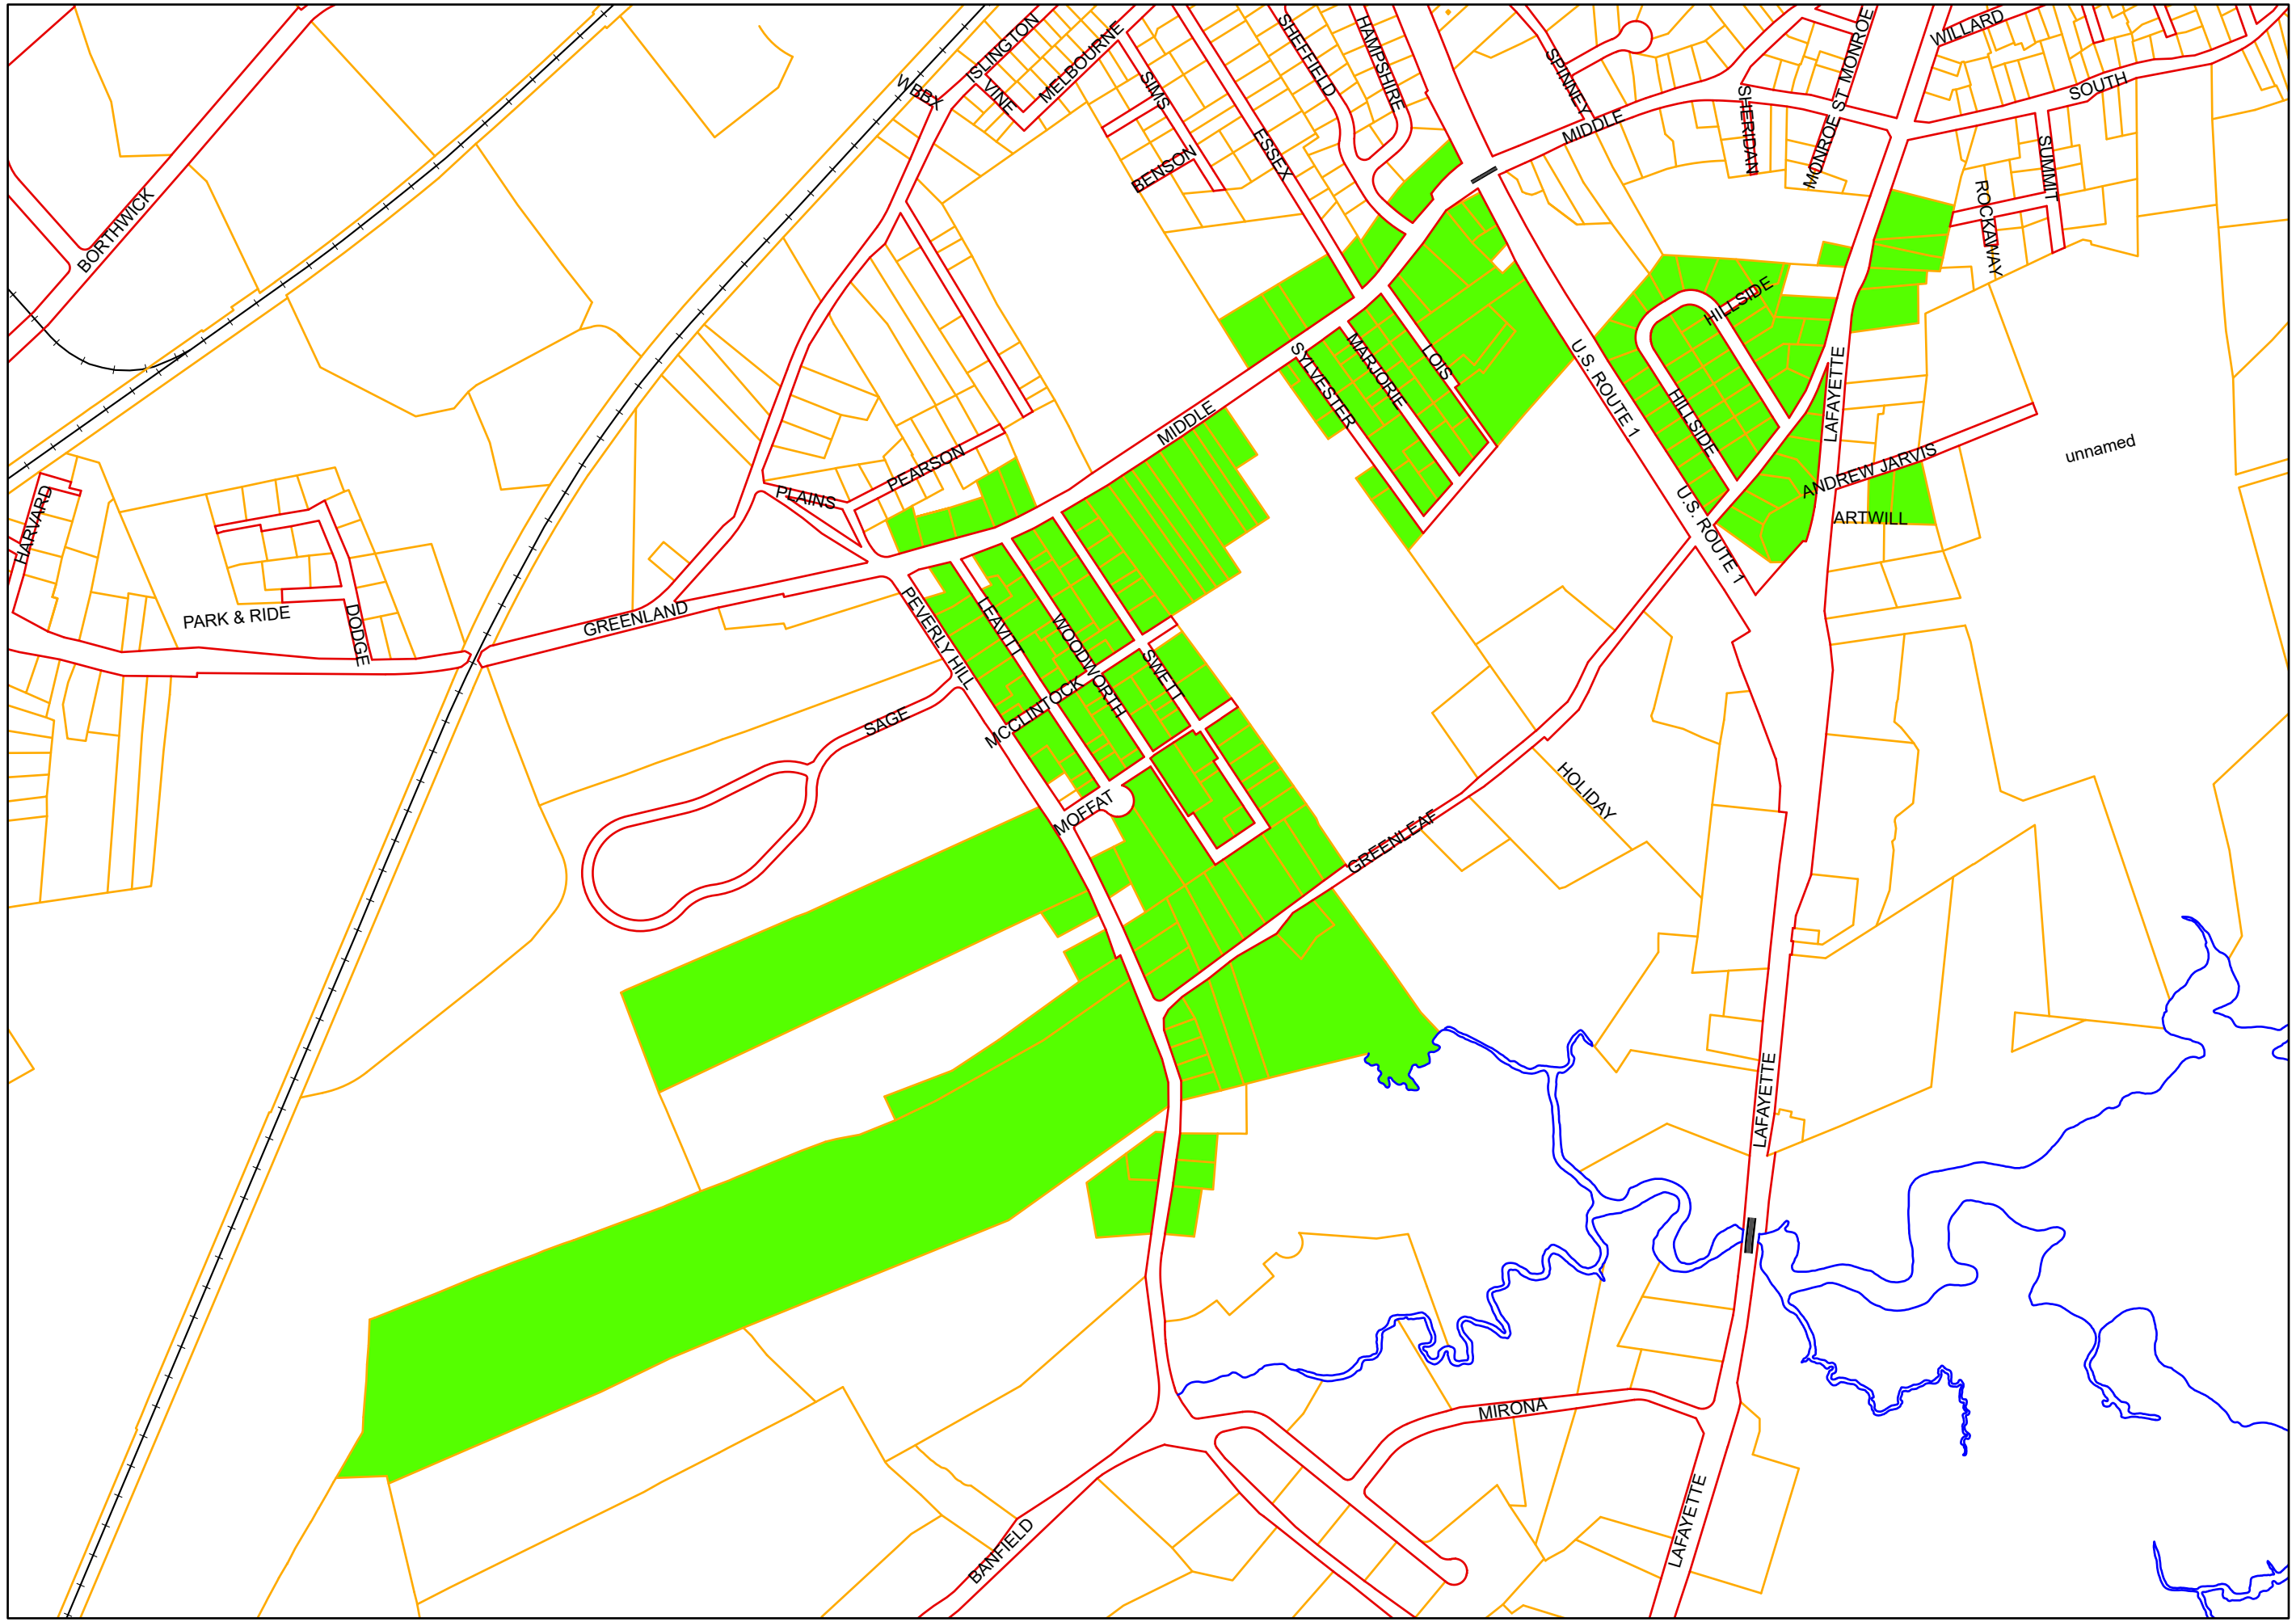 SLINGTON
MELBOURNE
VINE
WBBX
SIMS
BENSON
SHEFFIELD
HAMPSHIRE
ESSEX
SPINNEY
MIDDLE
SHERIDAN
MONROE ST
MONROE
WILLARD
SOUTH
SUMMIT
ROCKAWAY
BORTHWICK
HILLSIDE
U.S. ROUTE 1
LAFAYETTE
SYLVESTER
MARJORIE
LOIS
MIDDLE
HILLSIDE
PEARSON
PLAINS
ANDREW JARVIS
unnamed
ARTWILL
U.S. ROUTE 1
HARVARD
PARK & RIDE
DODGE
GREENLAND
PEVERLY HILL
LEAVITT
WOODWORTH
SWETT
MCCLINTOCK
SAGE
MOFFAT
HOLIDAY
GREENLEAF
LAFAYETTE
MIRONA
LAFAYETTE
BANFIELD